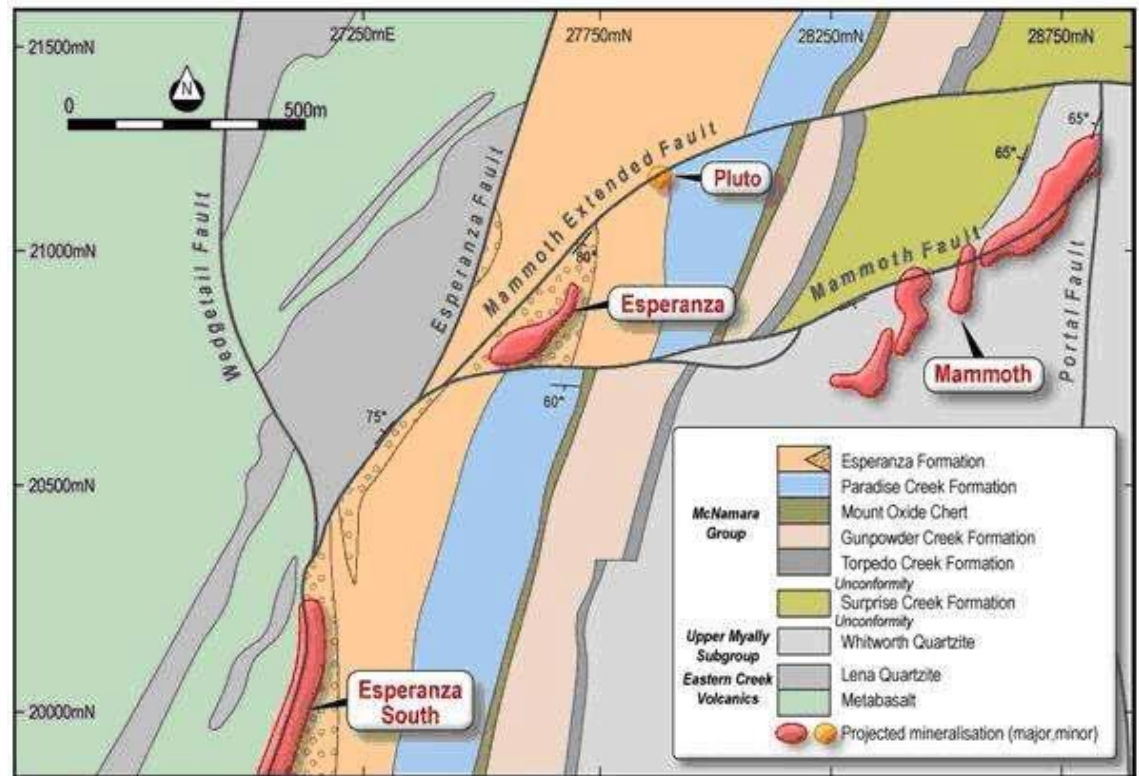 21500mN
27250mE
27750mN
28250mN
28750mN
N
0
500m
65°
65°
Wedgetail Fault
Esperanza Fault
Mammoth Extended Fault
Pluto
21000mN
80°
Mammoth Fault
Portal Fault
Esperanza
Mammoth
60°
75°
20500mN
20000mN
Esperanza
South
McNamara
Group
Esperanza Formation
Paradise Creek Formation
Mount Oxide Chert
Gunpowder Creek Formation
Torpedo Creek Formation
Unconformity
Surprise Creek Formation
Unconformity
Upper Myally
Subgroup
Whitworth Quartzite
Eastern Creek
Volcanics
Lena Quartzite
Metabasalt
Projected mineralisation (major,minor)